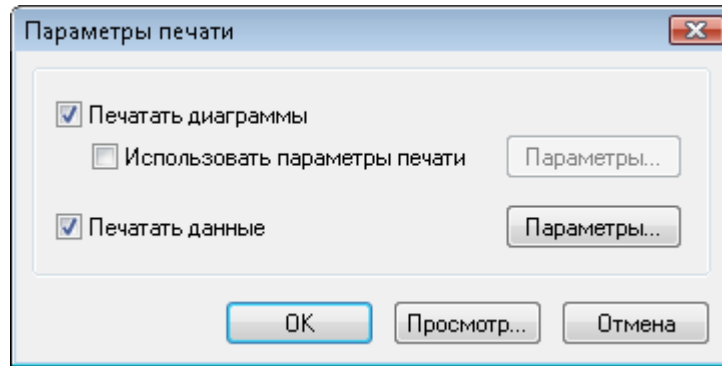 Параметры печати
Печатать диаграммы
Использовать параметры печати Параметры...
Печатать данные Параметры...
OK Просмотр... Отмена